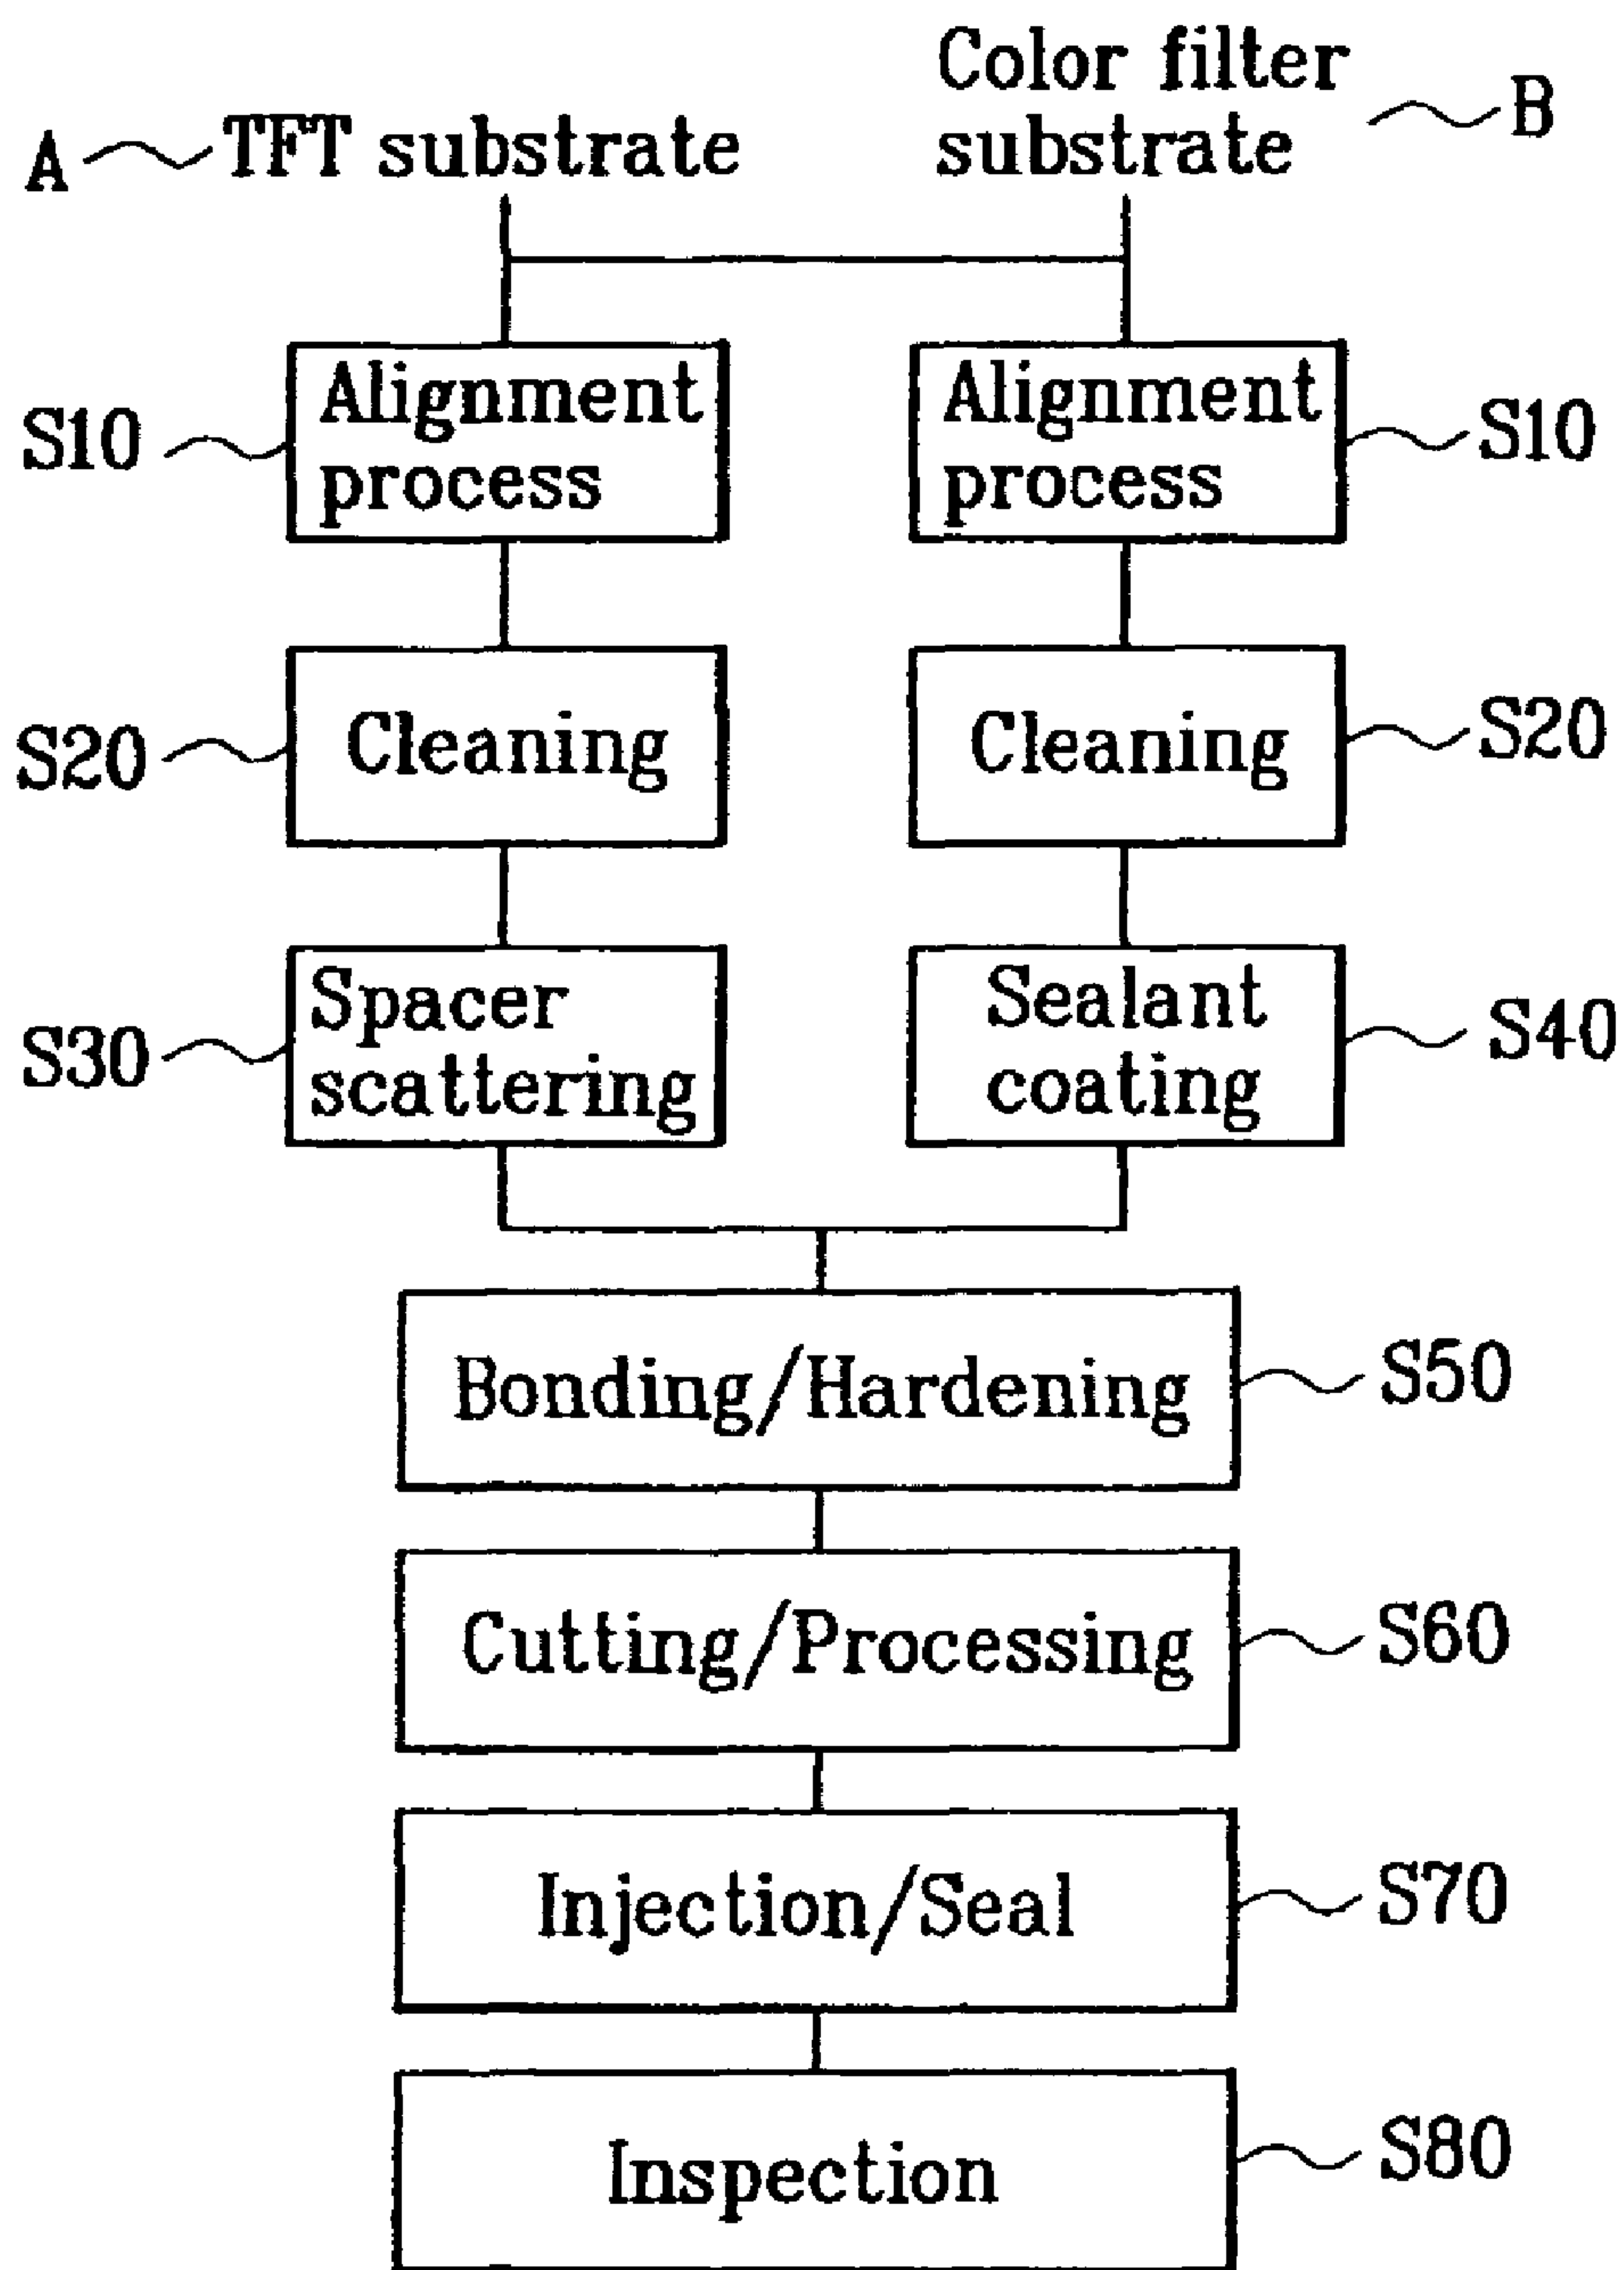 Color filter
substrate
B
A
TFT substrate
S10
Alignment
process
Alignment
process
S10
S20
Cleaning
Cleaning
S20
S30
Spacer
scattering
Sealant
coating
S40
Bonding/Hardening
S50
Cutting/Processing
S60
Injection/Seal
S70
Inspection
S80